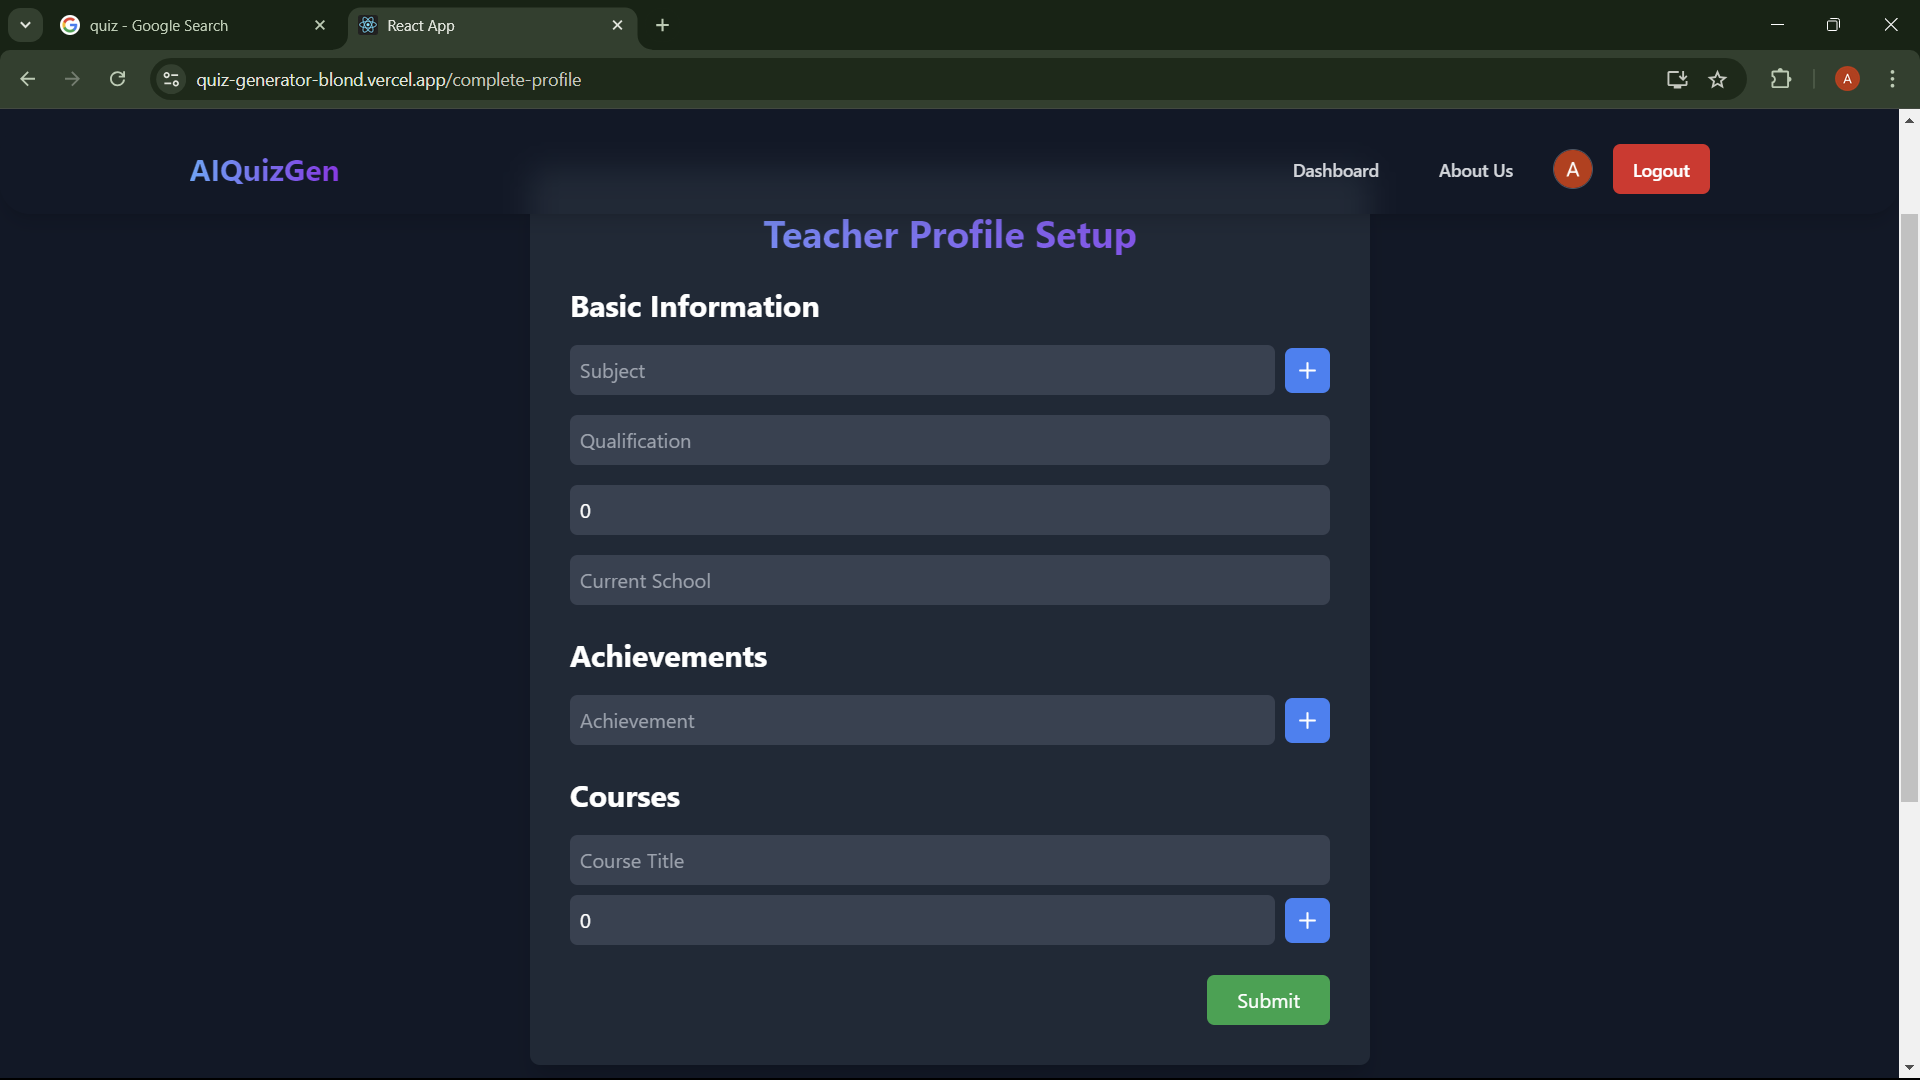 quiz - Google Search
React App
quiz-generator-blond.vercel.app/complete-profile
A
AIQuizGen
Dashboard
About Us
A
Logout
Teacher Profile Setup
Basic Information
Subject
+
Qualification
0
Current School
Achievements
Achievement
+
Courses
Course Title
0
+
Submit